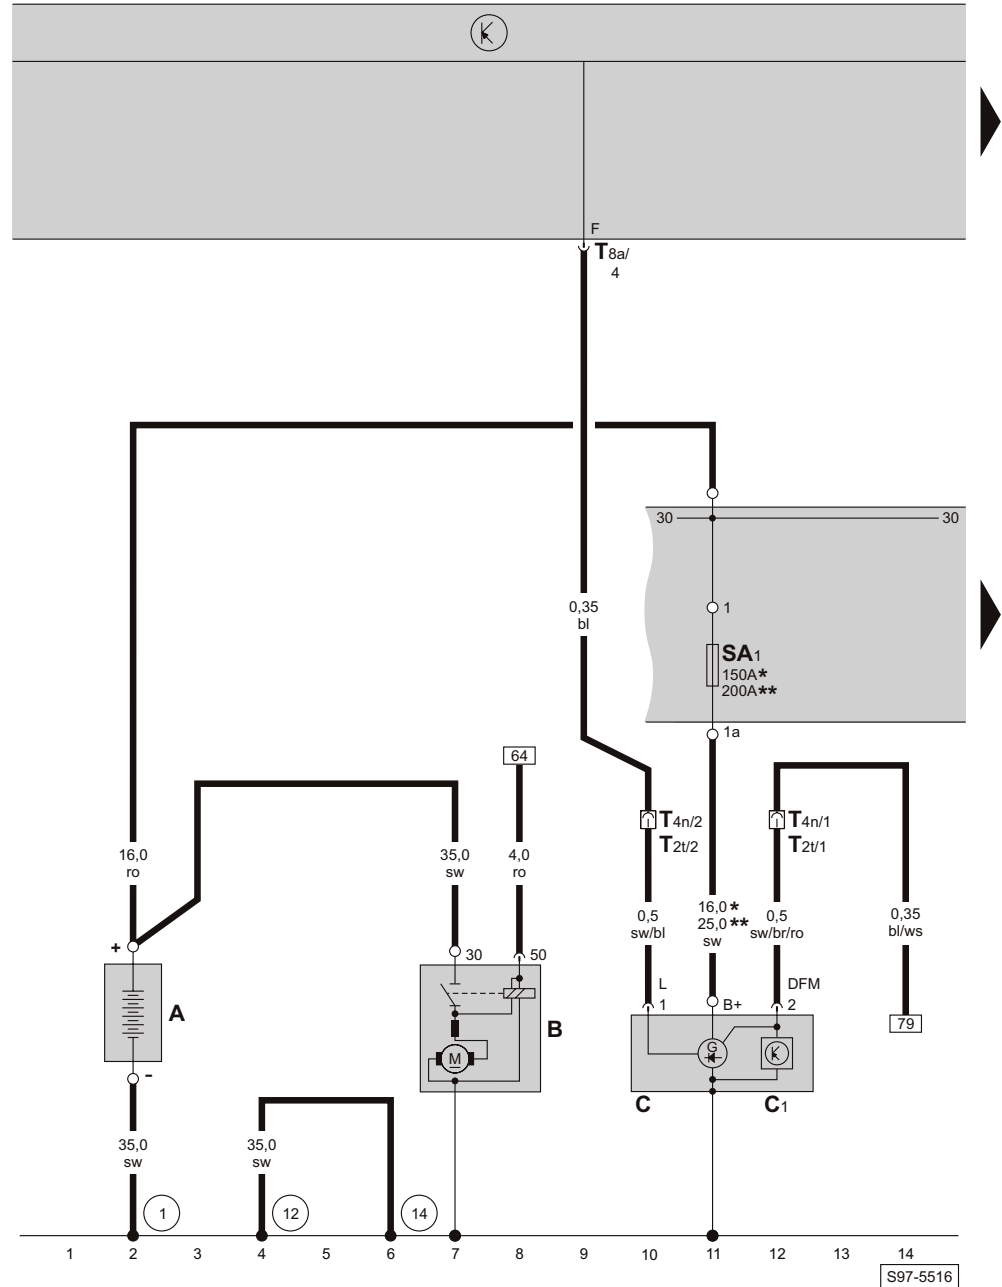 F
T8a/
4
30 30
1
SA1
150A*
200A**
1a
0,35
bl
64
T4n/2
T2t/2
T4n/1
T2t/1
16,0
ro
35,0
sw
4,0
ro
0,5
sw/bl
16,0*
25,0**
sw
0,5
sw/br/ro
0,35
bl/ws
+
A
-
30
50
M
B
L
1
B+
DFM
2
G
C
C1
79
35,0
sw
35,0
sw
1
12
14
1 2 3 4 5 6 7 8 9 10 11 12 13 14
S97-5516